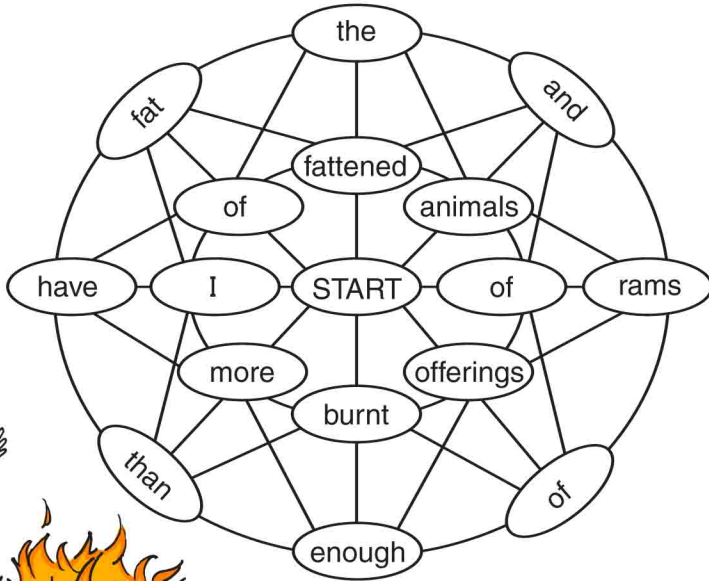 the
fat
and
fattened
of
animals
have
I
START
of
rams
more
offerings
burnt
than
of
enough